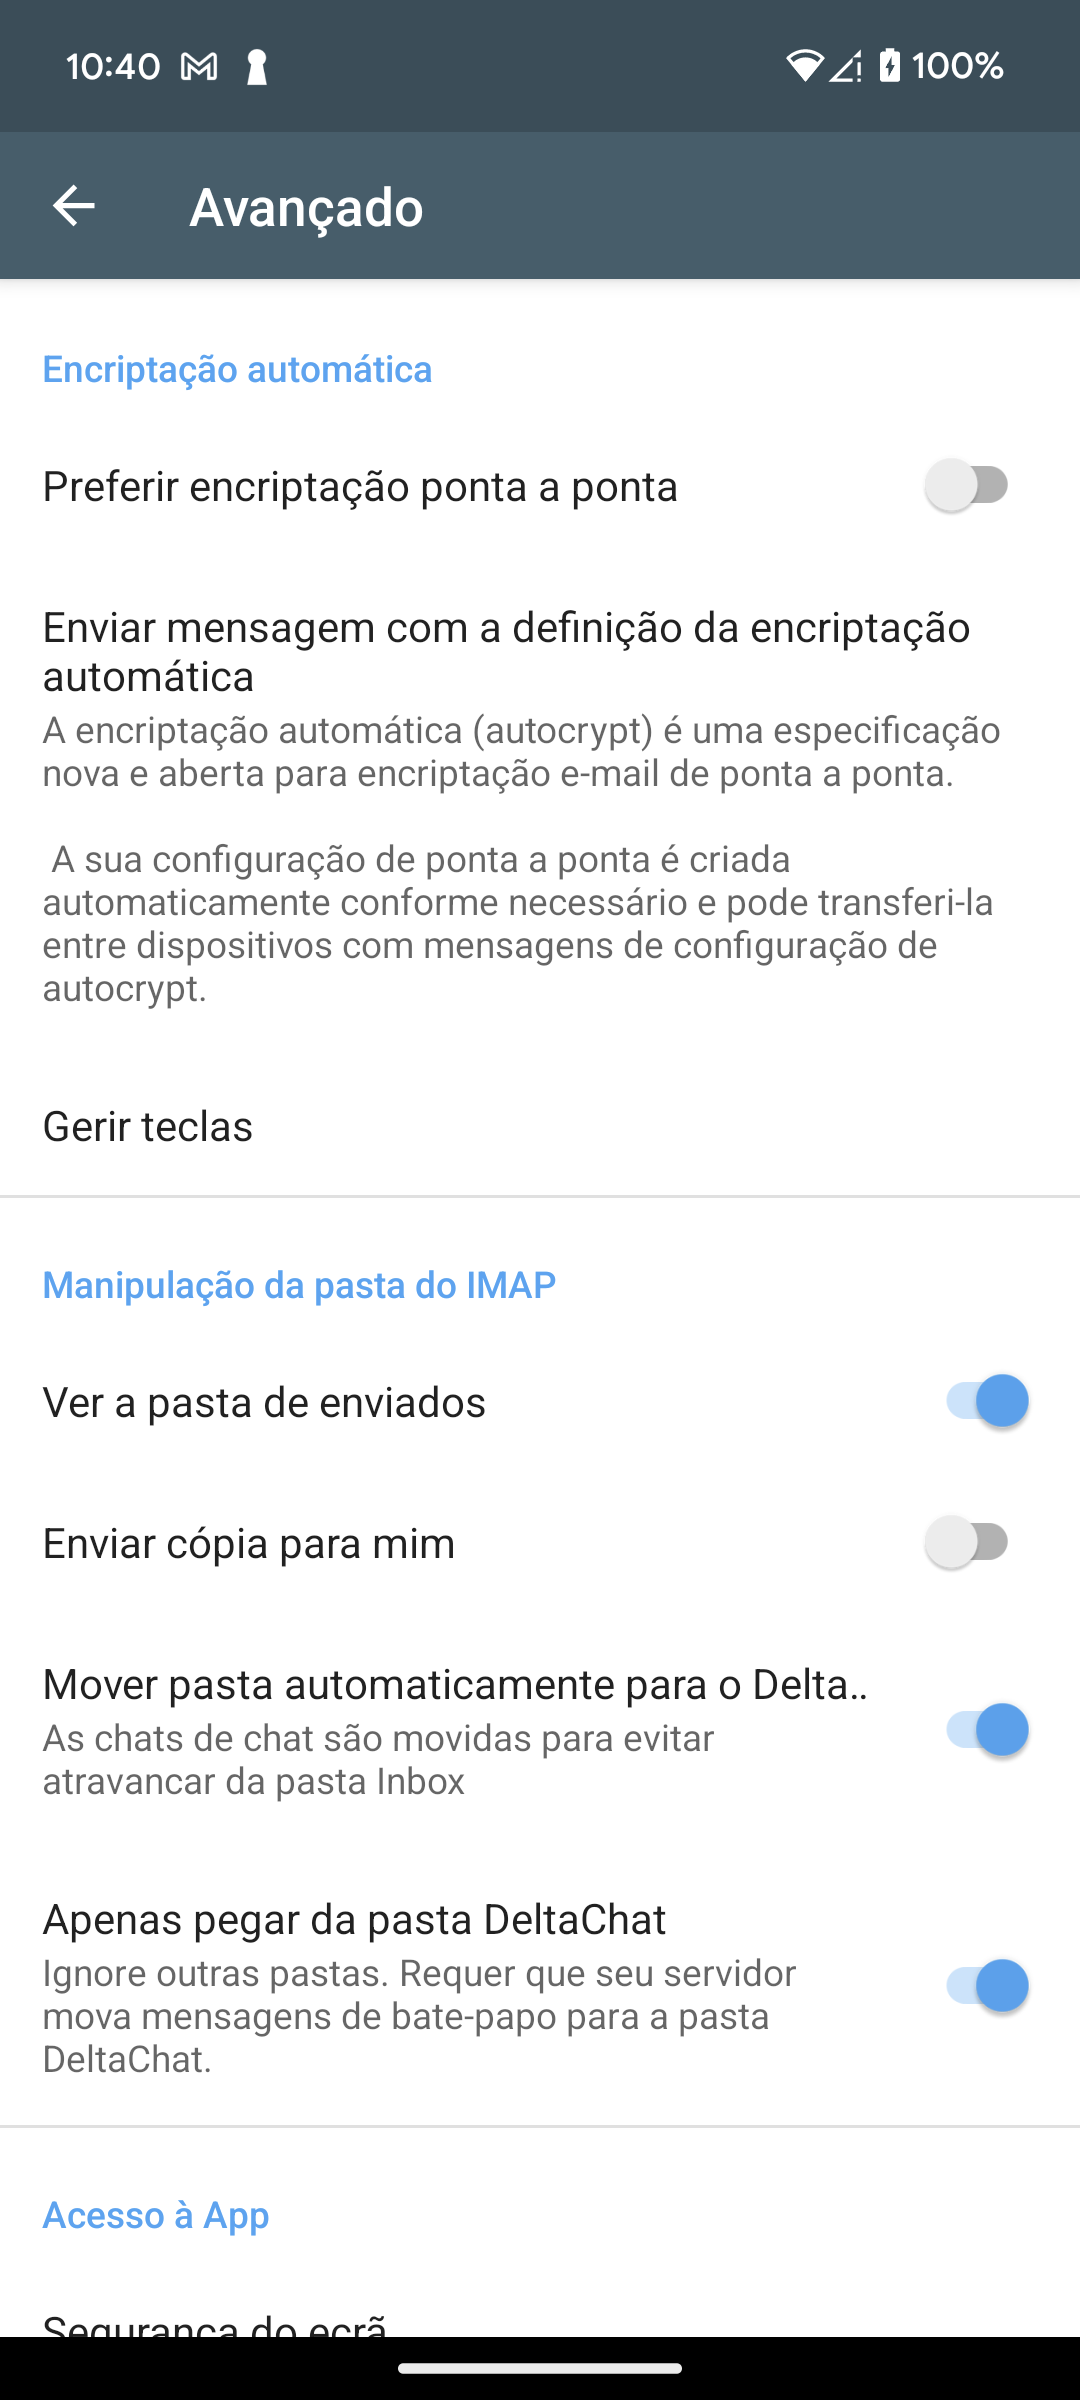 10:40
100%
Avançado
Encriptação automática
Preferir encriptação ponta a ponta
Enviar mensagem com a definição da encriptação
automática
A encriptação automática (autocrypt) é uma especificação
nova e aberta para encriptação e-mail de ponta a ponta.
A sua configuração de ponta a ponta é criada
automaticamente conforme necessário e pode transferi-la
entre dispositivos com mensagens de configuração de
autocrypt.
Gerir teclas
Manipulação da pasta do IMAP
Ver a pasta de enviados
Enviar cópia para mim
Mover pasta automaticamente para o Delta..
As chats de chat são movidas para evitar
atravancar da pasta Inbox
Apenas pegar da pasta DeltaChat
Ignore outras pastas. Requer que seu servidor
mova mensagens de bate-papo para a pasta
DeltaChat.
Acesso à App
Segurança do ecrã